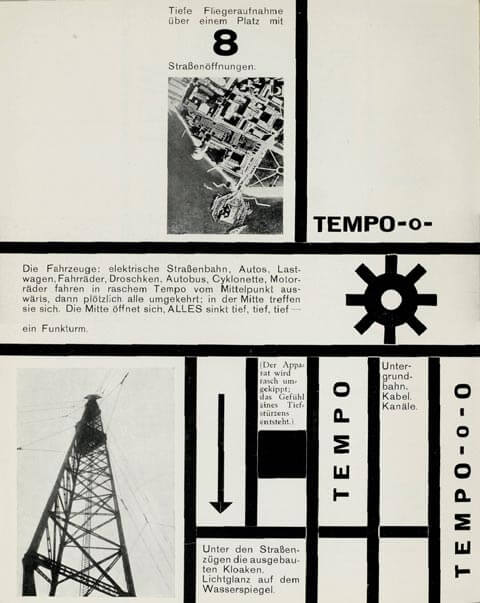 Tiefe Fliegeraufnahme
über einem Platz mit
8
Straßenöffnungen.
TEMPO-o-
Die Fahrzeuge: elektrische Straßenbahn, Autos, Last-
wagen, Fahrräder, Droschken, Autobus, Cyklonette, Motor-
räder fahren in raschem Tempo vom Mittelpunkt aus-
wärts, dann plötzlich alle umgekehrt; in der Mitte treffen
sie sich. Die Mitte öffnet sich, ALLES sinkt tief, tief, tief —
ein Funkturm.
(Der Appa-
rat wird
rasch um-
gekippt;
das Gefühl
eines Tief-
stürzens
entsteht.)
TEMPO
Unter-
grund-
bahn.
Kabel.
Kanäle.
TEMPO-o-O
Unter den Straßen-
zügen die ausgebau-
ten Kloaken.
Lichtglanz auf dem
Wasserspiegel.